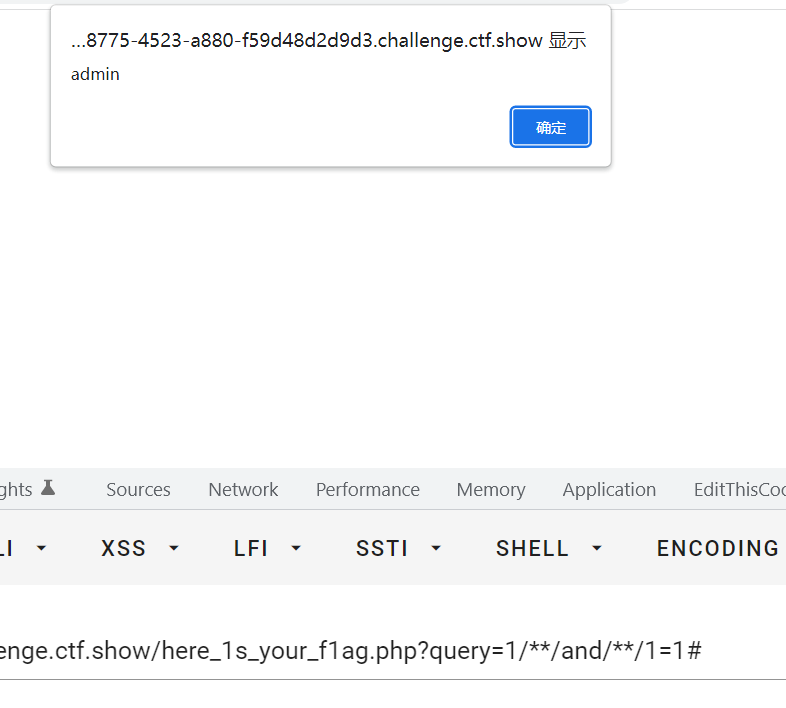 ...8775-4523-a880-f59d48d2d9d3.challenge.ctf.show 显示
admin
确定
ghts Sources Network Performance Memory Application EditThisCoo
LI XSS LFI SSTI SHELL ENCODING
enge.ctf.show/here_1s_your_f1ag.php?query=1/**/and/**/1=1#